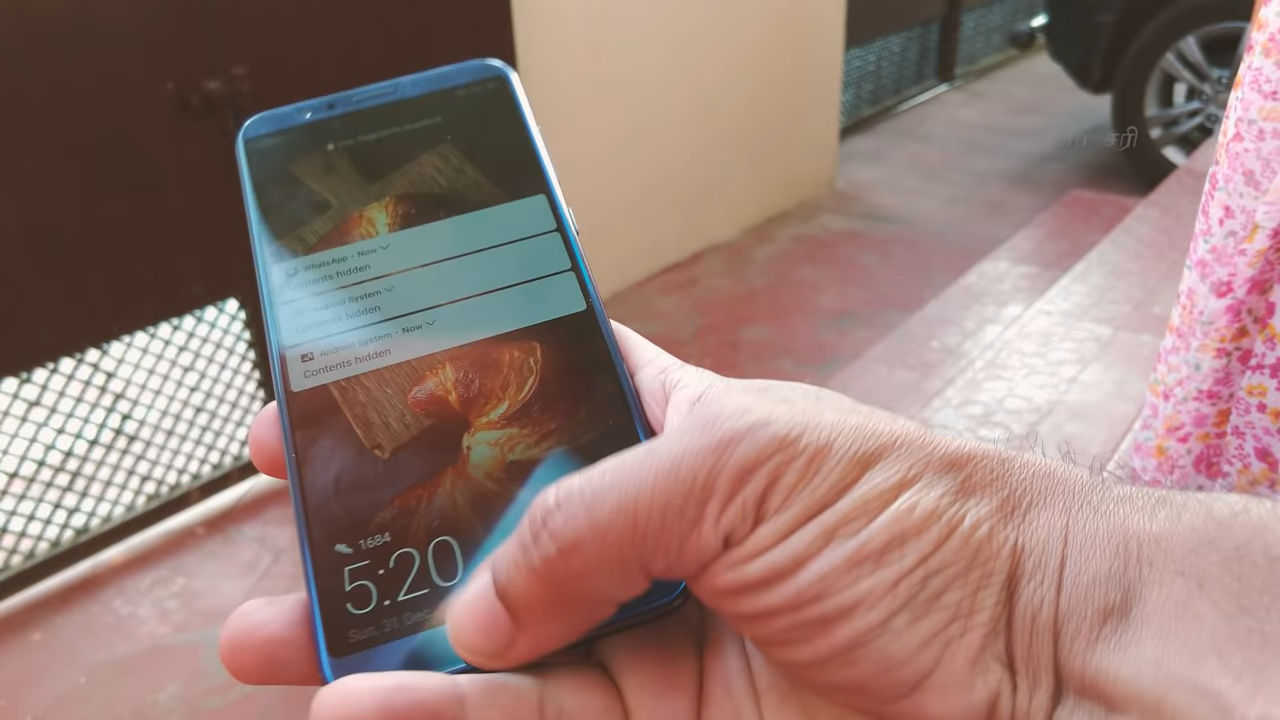 WhatsApp • Now
Contents hidden
Android System
Contents hidden
Android System • Now
Contents hidden
1684
5:20
Sun, 31 Dec
சரி